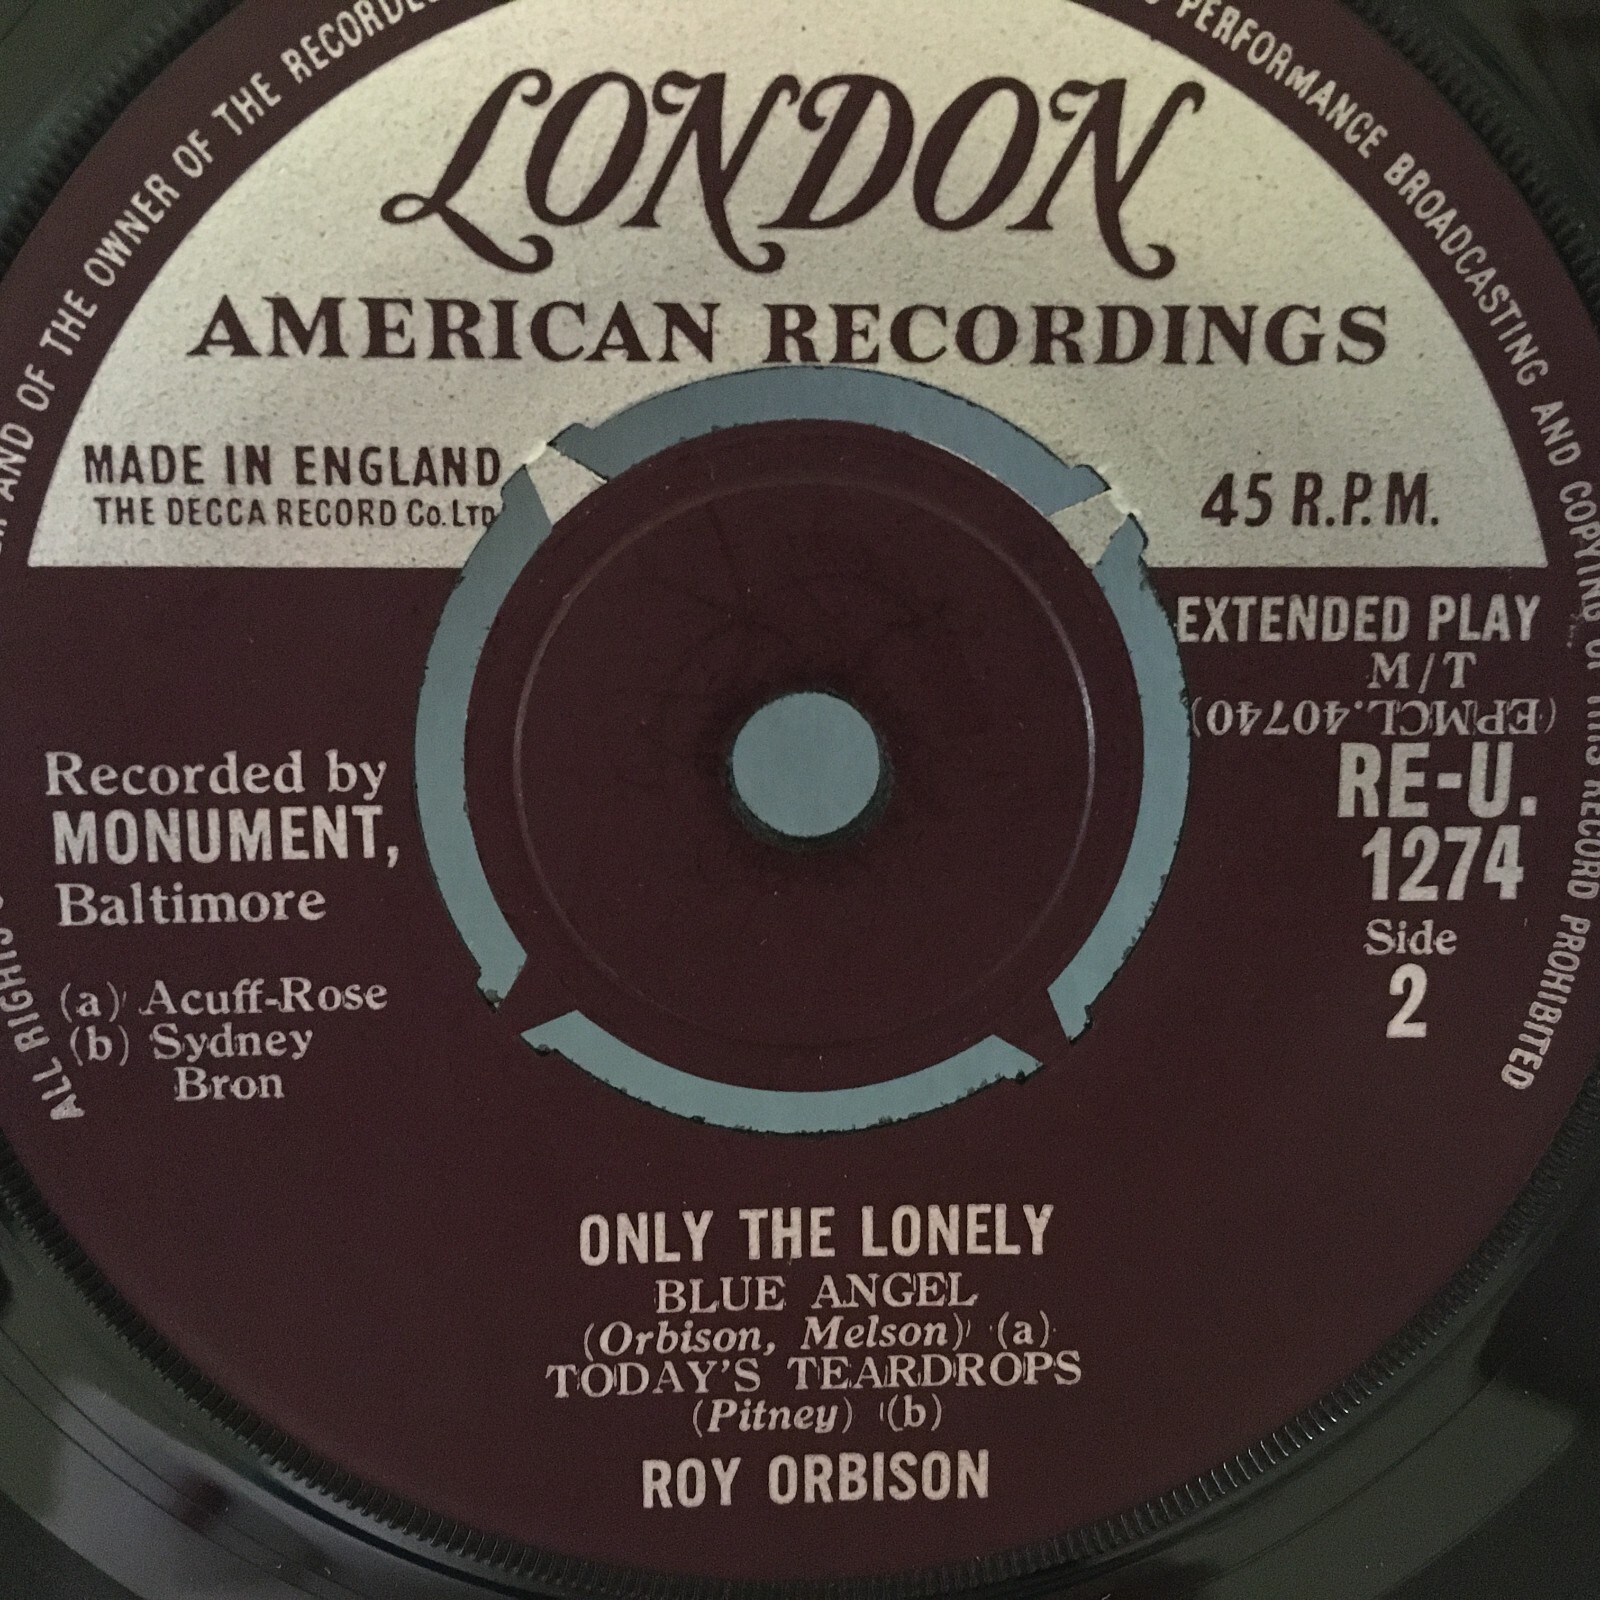 AND OF THE OWNER OF THE RECORDED
PERFORMANCE BROADCASTING AND COPYING OF THIS RECORD PROHIBITED
LONDON
AMERICAN RECORDINGS
MADE IN ENGLAND
THE DECCA RECORD Co. LTD
45 R.P.M.
EXTENDED PLAY
M/T
(EPMCL.40740)
RE-U.
1274
Side
2
Recorded by
MONUMENT,
Baltimore
(a) Acuff-Rose
(b) Sydney
Bron
ALL RIGHTS
ONLY THE LONELY
BLUE ANGEL
(Orbison, Melson) (a)
TODAY'S TEARDROPS
(Pitney) (b)
ROY ORBISON